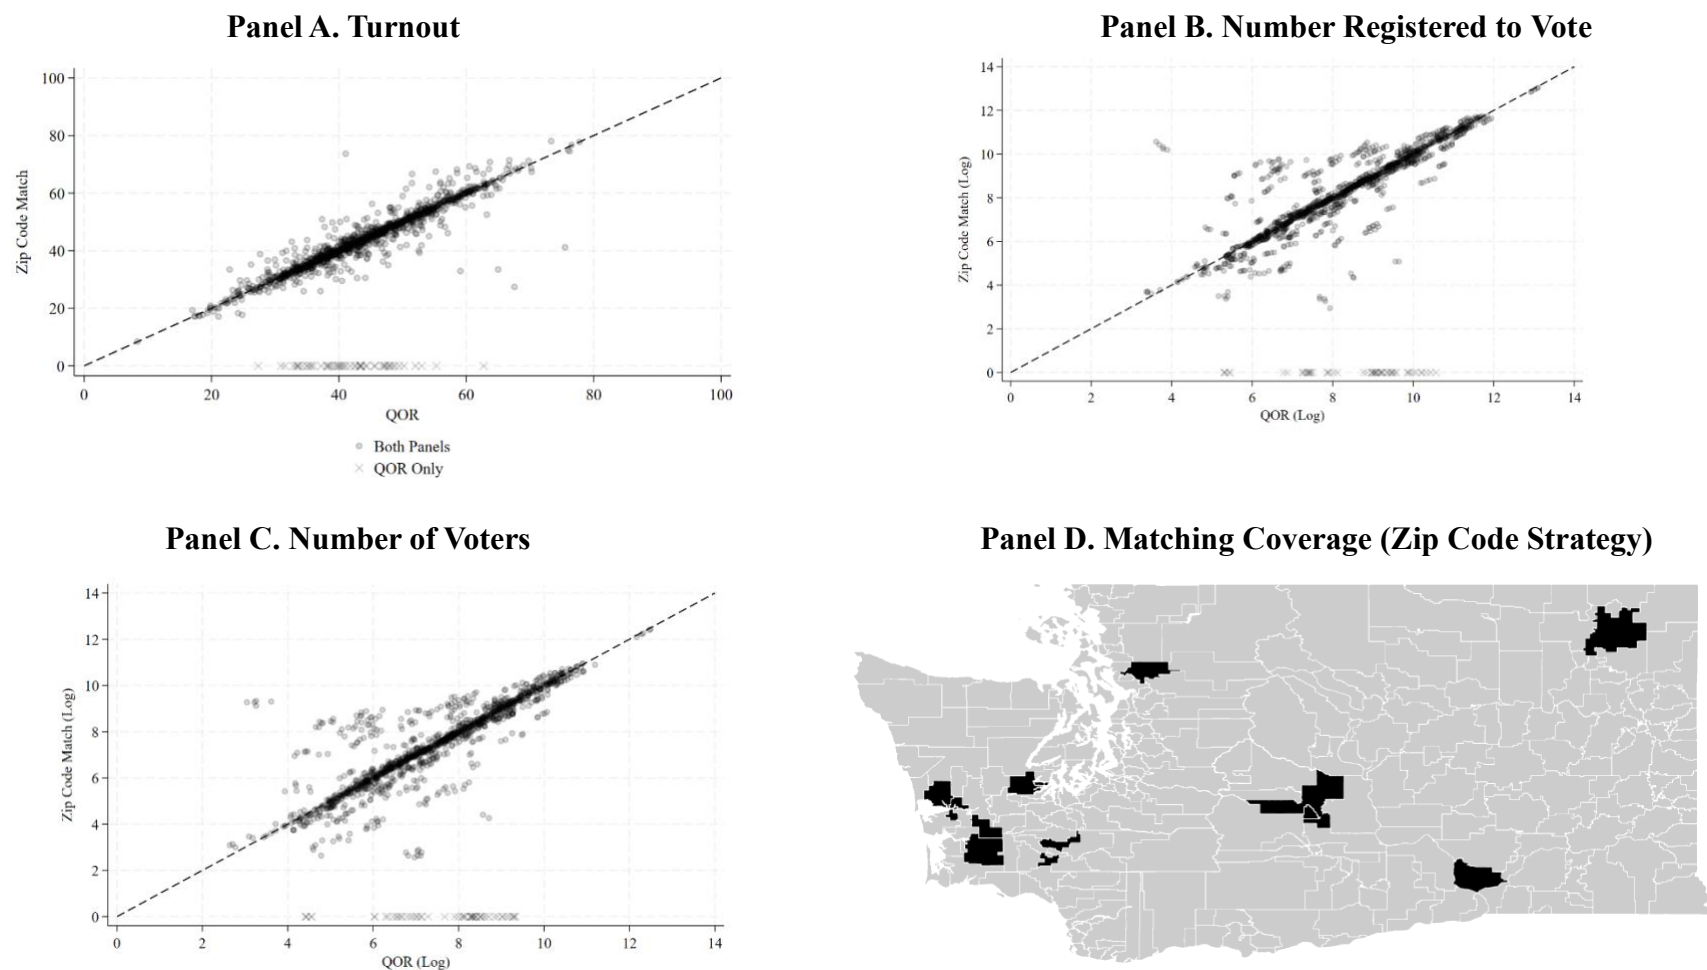 Panel A. Turnout
Zip Code Match
100
80
60
40
20
0
0 20 40 60 80 100
QOR
Both Panels
QOR Only
Panel B. Number Registered to Vote
Zip Code Match (Log)
14
12
10
8
6
4
2
0
0 2 4 6 8 10 12 14
QOR (Log)
Panel C. Number of Voters
Zip Code Match (Log)
14
12
10
8
6
4
2
0
0 2 4 6 8 10 12 14
QOR (Log)
Panel D. Matching Coverage (Zip Code Strategy)